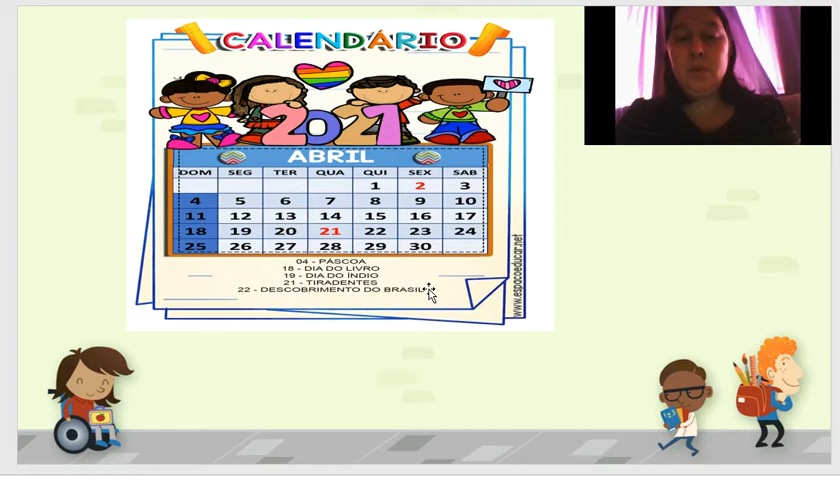 CALENDÁRIO
2021
ABRIL
DOM SEG TER QUA QUI SEX SAB
1 2 3
4 5 6 7 8 9 10
11 12 13 14 15 16 17
18 19 20 21 22 23 24
25 26 27 28 29 30
04 - PÁSCOA
18 - DIA DO LIVRO
19 - DIA DO ÍNDIO
21 - TIRADENTES
22 - DESCOBRIMENTO DO BRASIL
www.espacoeducar.net
123